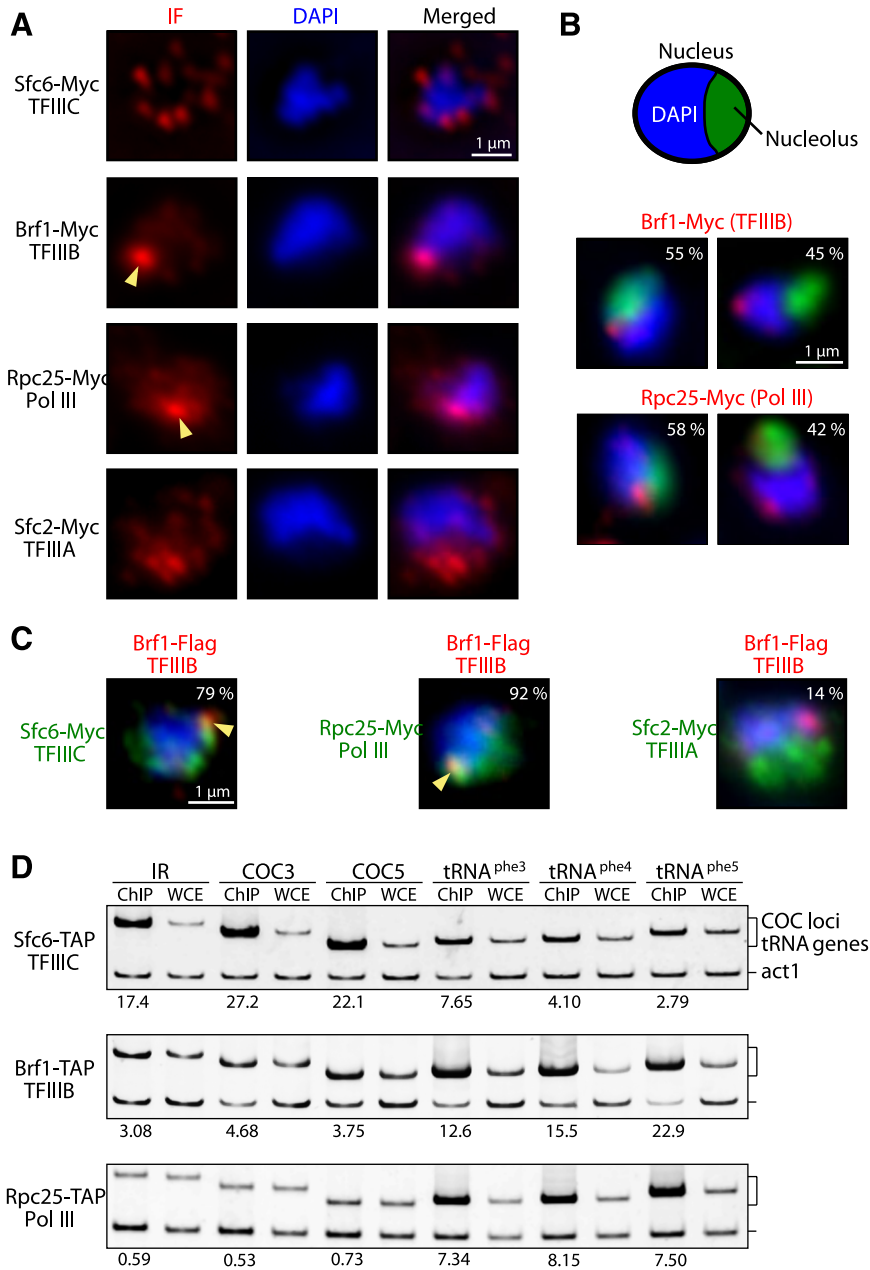 A
IF DAPI Merged
Sfc6-Myc
TFIIIC
1 µm
Brf1-Myc
TFIIIB
Rpc25-Myc
Pol III
Sfc2-Myc
TFIIIA
B
Nucleus
DAPI
Nucleolus
Brf1-Myc (TFIIIB)
55 % 45 %
1 µm
Rpc25-Myc (Pol III)
58 % 42 %
C
Brf1-Flag
TFIIIB
79 %
Sfc6-Myc
TFIIIC
1 µm
Brf1-Flag
TFIIIB
92 %
Rpc25-Myc
Pol III
Brf1-Flag
TFIIIB
14 %
Sfc2-Myc
TFIIIA
D
IR COC3 COC5 tRNA phe3 tRNA phe4 tRNA phe5
ChIP WCE ChIP WCE ChIP WCE ChIP WCE ChIP WCE ChIP WCE
Sfc6-TAP
TFIIIC
COC loci
tRNA genes
act1
17.4 27.2 22.1 7.65 4.10 2.79
Brf1-TAP
TFIIIB
3.08 4.68 3.75 12.6 15.5 22.9
Rpc25-TAP
Pol III
0.59 0.53 0.73 7.34 8.15 7.50